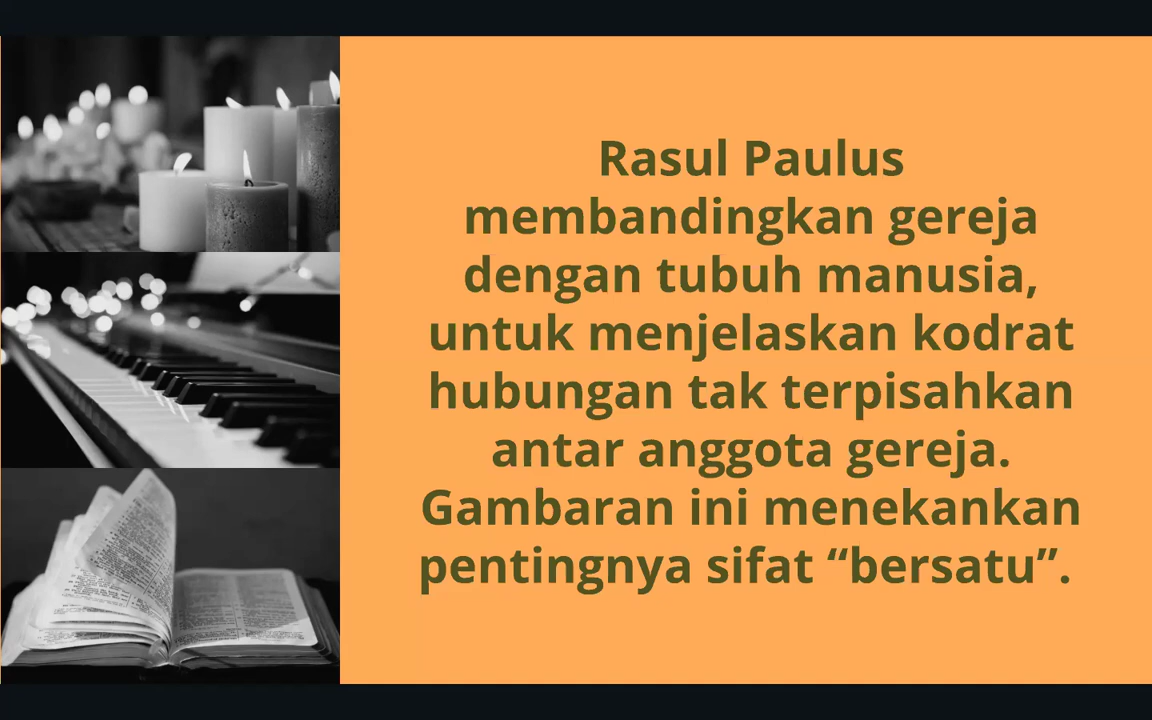 Rasul Paulus
membandingkan gereja
dengan tubuh manusia,
untuk menjelaskan kodrat
hubungan tak terpisahkan
antar anggota gereja.
Gambaran ini menekankan
pentingnya sifat “bersatu”.